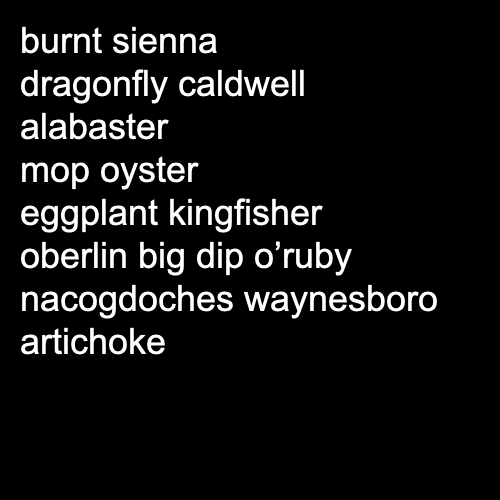 burnt sienna
dragonfly caldwell
alabaster
mop oyster
eggplant kingfisher
oberlin big dip o’ruby
nacogdoches waynesboro
artichoke